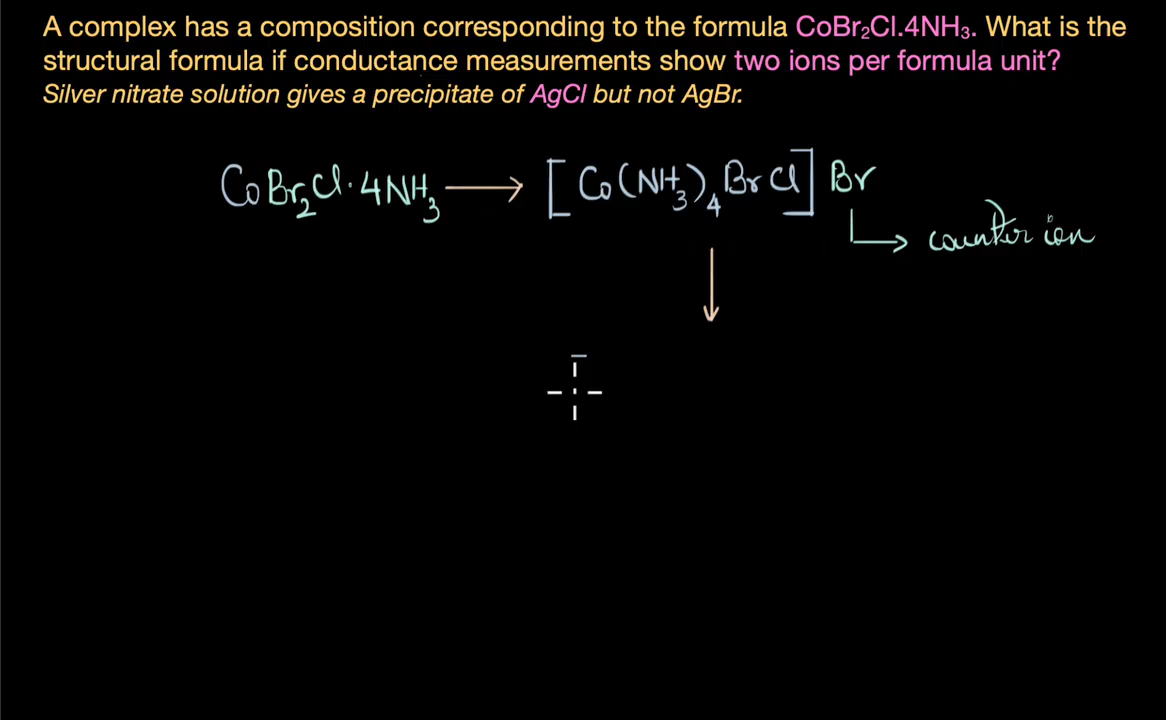 A complex has a composition corresponding to the formula CoBr₂Cl.4NH₃. What is the
structural formula if conductance measurements show two ions per formula unit?
Silver nitrate solution gives a precipitate of AgCl but not AgBr.
CoBr₂Cl·4NH₃ ⟶ [Co(NH₃)₄BrCl]Br
↳ counter ion
↓